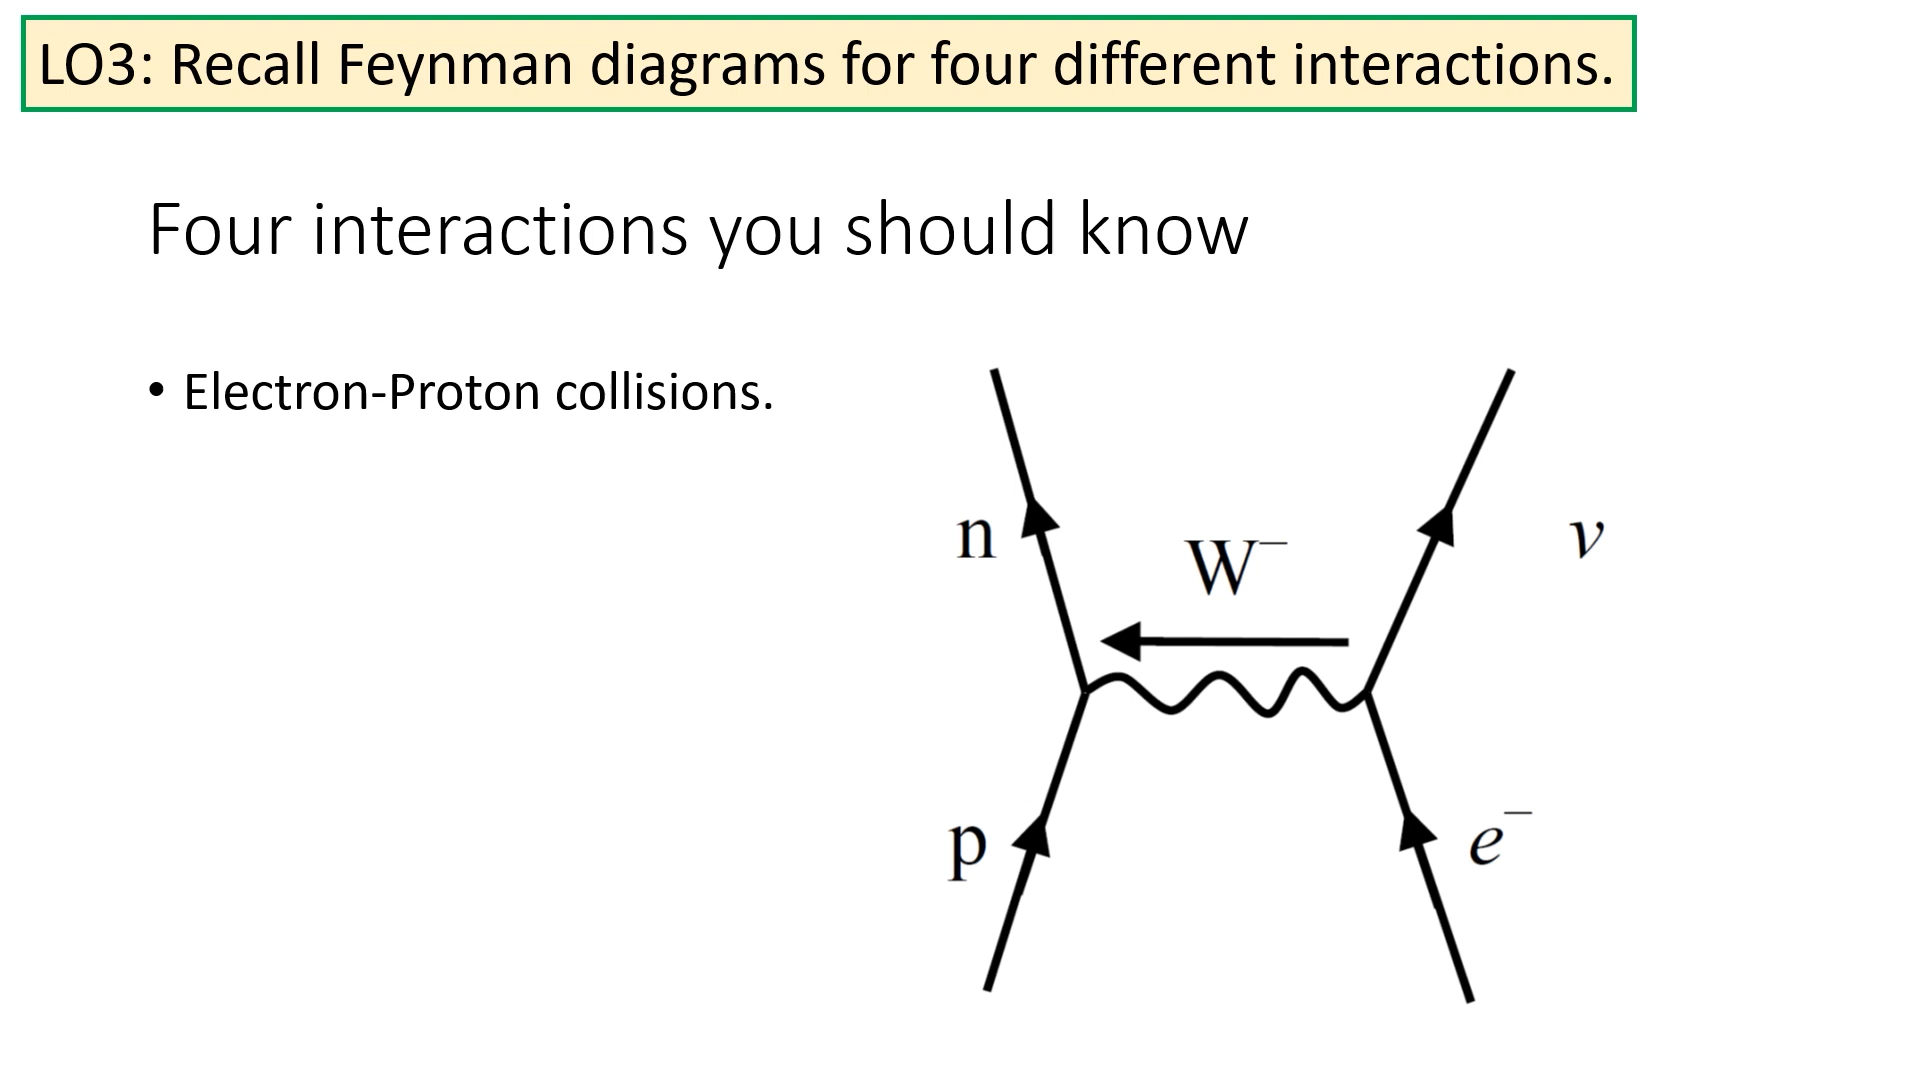 LO3: Recall Feynman diagrams for four different interactions.
Four interactions you should know
• Electron-Proton collisions.
n
W⁻
ν
p
e⁻